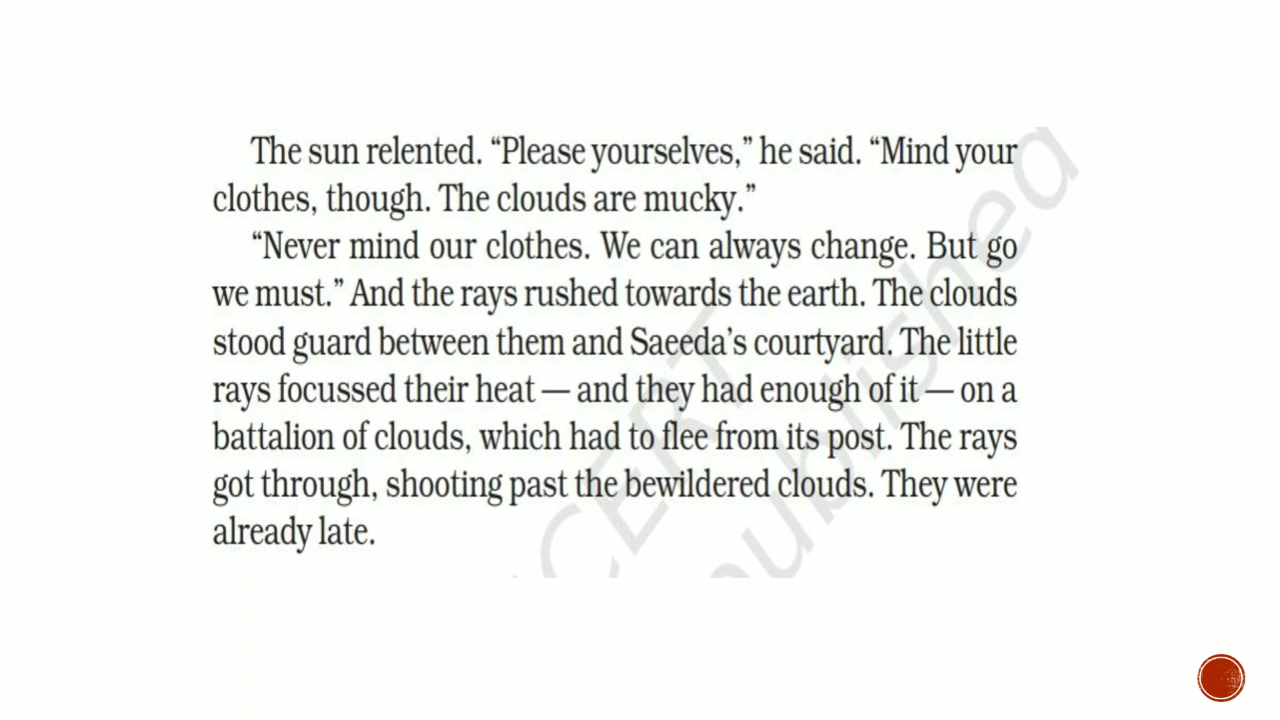 The sun relented. “Please yourselves,” he said. “Mind your
clothes, though. The clouds are mucky.”
“Never mind our clothes. We can always change. But go
we must.” And the rays rushed towards the earth. The clouds
stood guard between them and Saeeda’s courtyard. The little
rays focussed their heat — and they had enough of it — on a
battalion of clouds, which had to flee from its post. The rays
got through, shooting past the bewildered clouds. They were
already late.